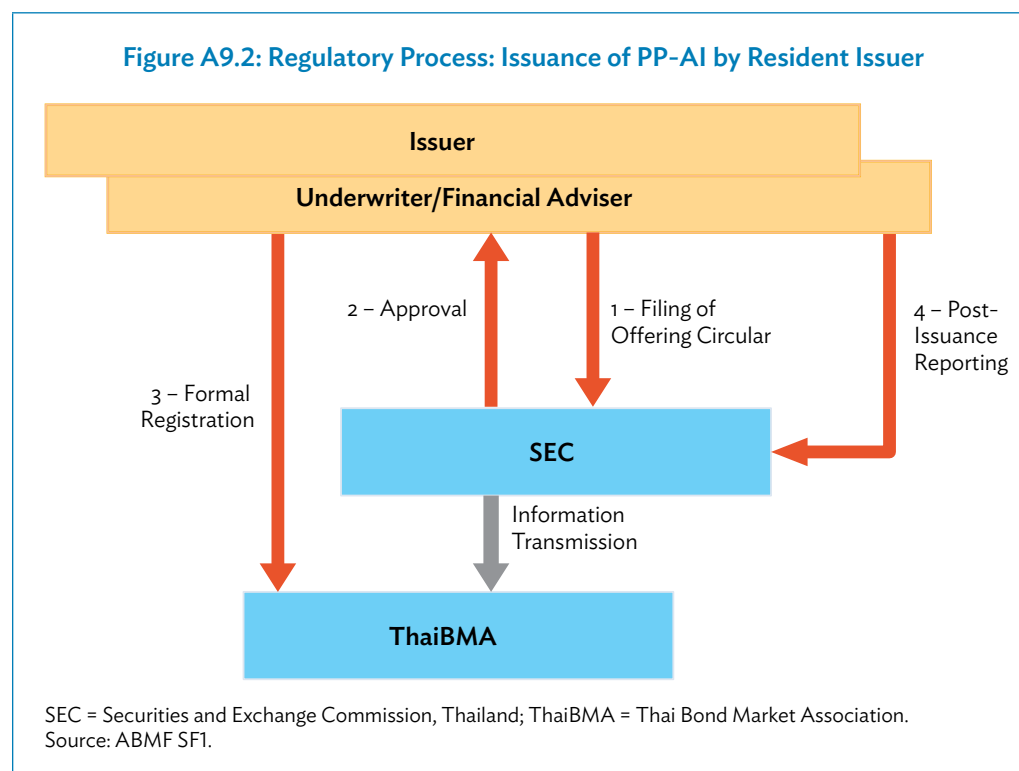 Figure A9.2: Regulatory Process: Issuance of PP-AI by Resident Issuer
Issuer
Underwriter/Financial Adviser
2 – Approval
1 – Filing of
Offering Circular
4 – Post-
Issuance
Reporting
3 – Formal
Registration
SEC
Information
Transmission
ThaiBMA
SEC = Securities and Exchange Commission, Thailand; ThaiBMA = Thai Bond Market Association.
Source: ABMF SF1.